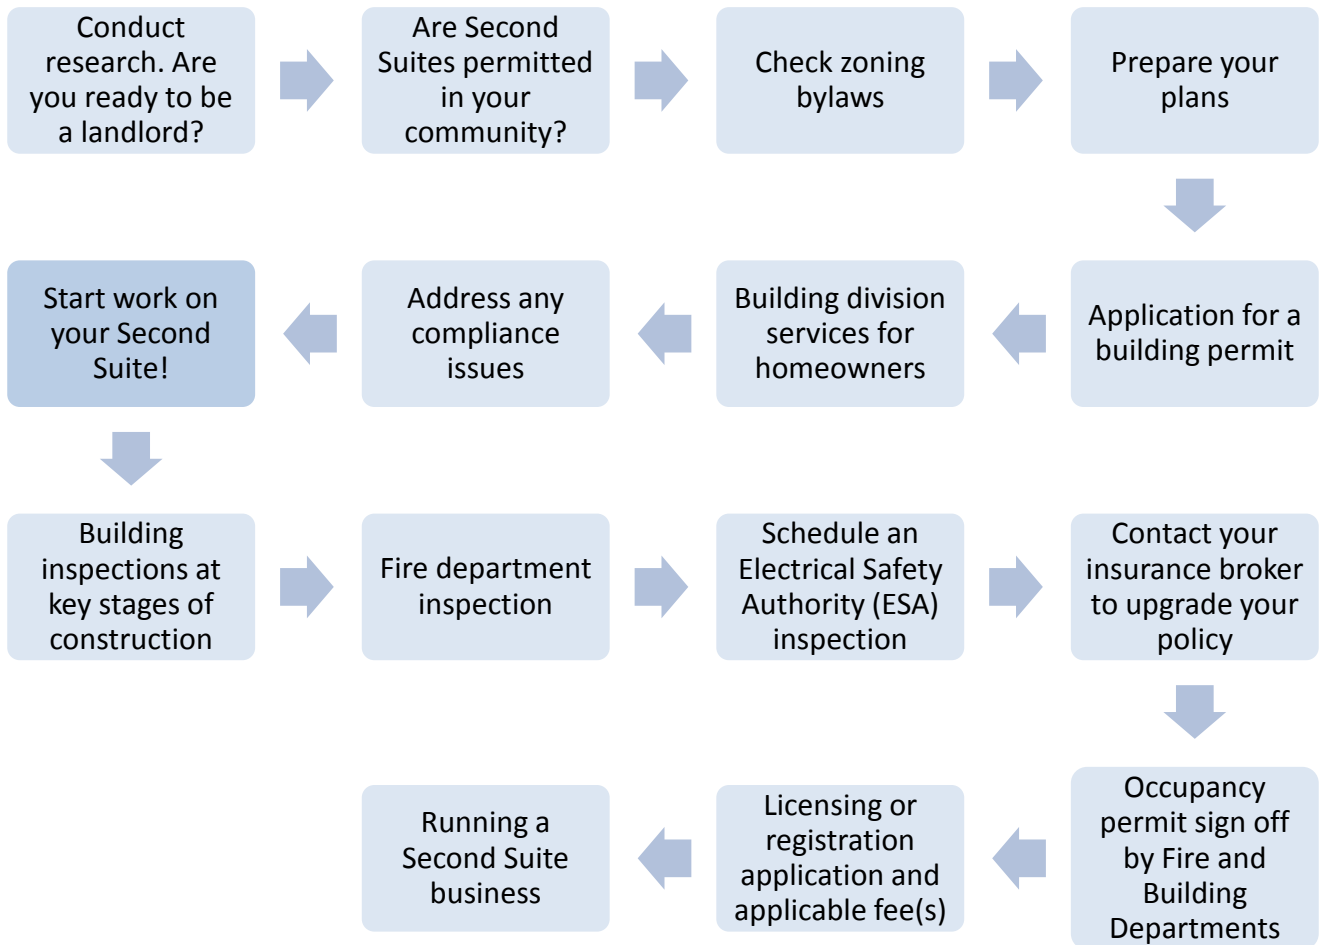 Conduct
research. Are
you ready to be
a landlord?
Are Second
Suites permitted
in your
community?
Check zoning
bylaws
Prepare your
plans
Application for a
building permit
Building division
services for
homeowners
Address any
compliance
issues
Start work on
your Second
Suite!
Building
inspections at
key stages of
construction
Fire department
inspection
Schedule an
Electrical Safety
Authority (ESA)
inspection
Contact your
insurance broker
to upgrade your
policy
Occupancy
permit sign off
by Fire and
Building
Departments
Licensing or
registration
application and
applicable fee(s)
Running a
Second Suite
business